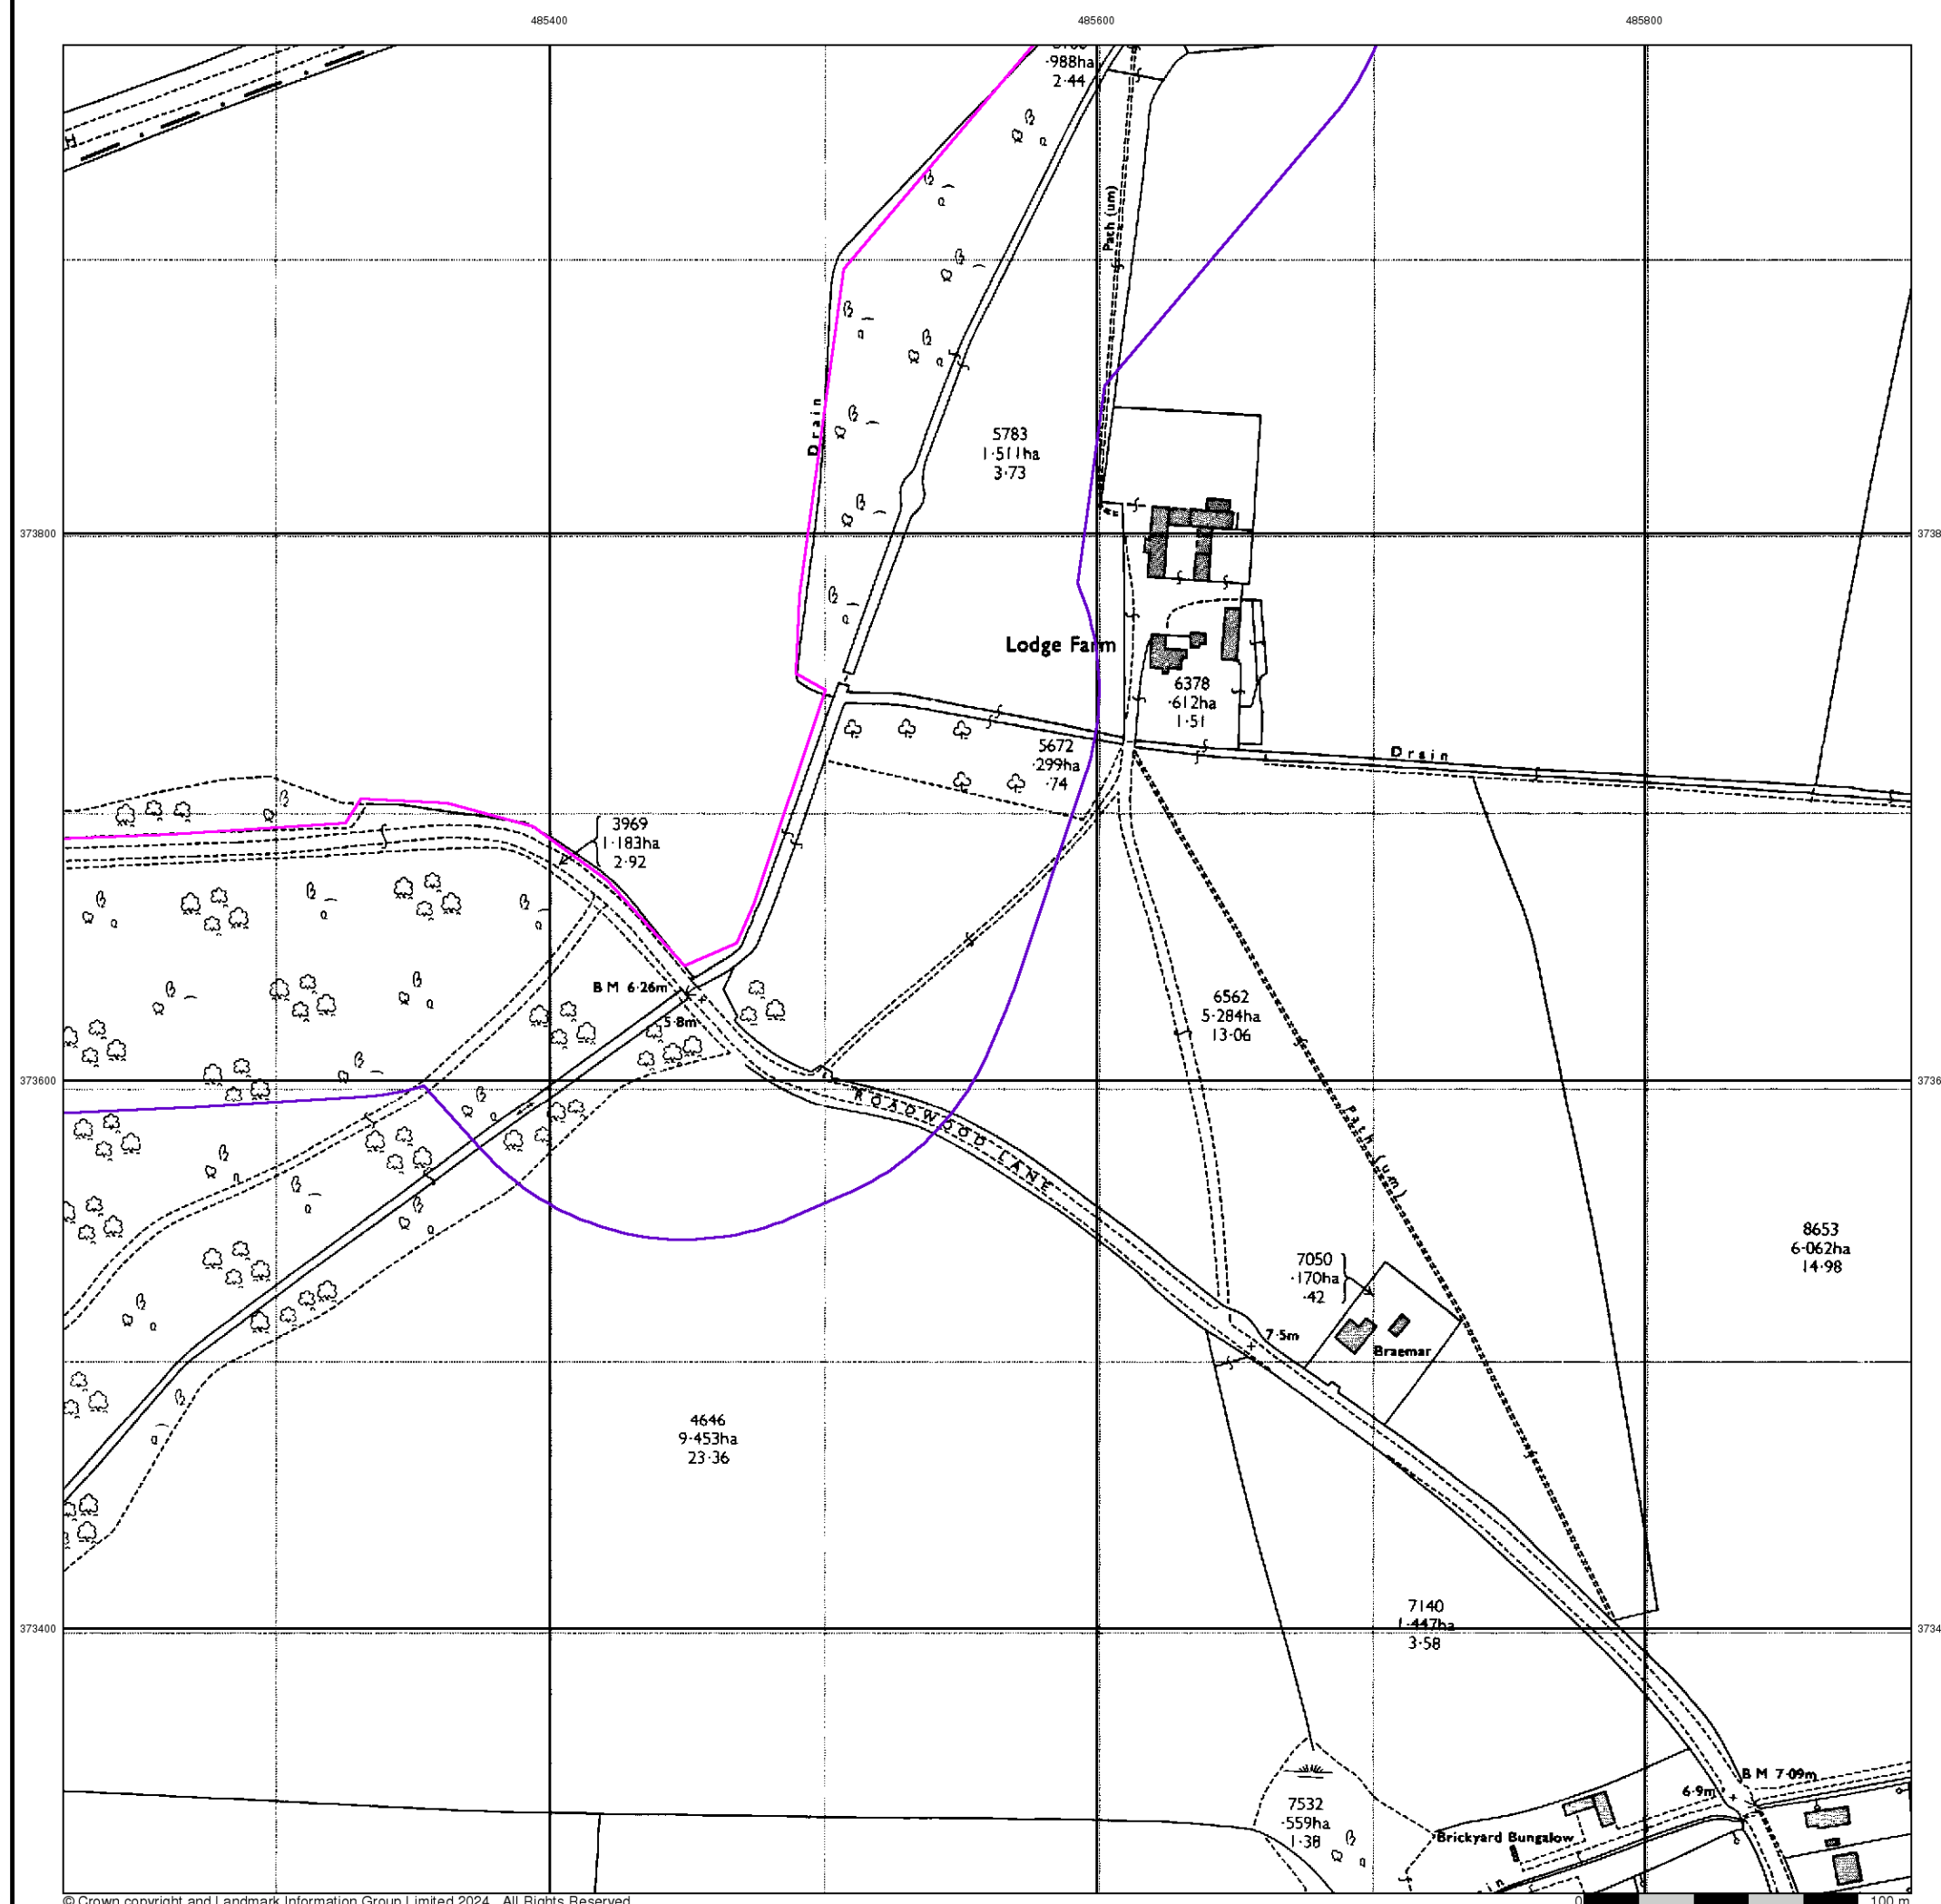 485400
485600
485800
·988ha
2·44
H
Path (um)
Drain
5783
1·511ha
3·73
373800
3738
Lodge Farm
6378
·612ha
1·51
Drain
5672
·299ha
·74
3969
1·183ha
2·92
B M 6·26m
5·8m
6562
5·284ha
13·06
373600
3736
ROADWOOD LANE
Path (um)
8653
6·062ha
14·98
7050
·170ha
·42
7·5m
Braemar
4646
9·453ha
23·36
7140
1·447ha
3·58
373400
3734
B M 7·09m
6·9m
7532
·559ha
1·38
Brickyard Bungalow
© Crown copyright and Landmark Information Group Limited 2024. All Rights Reserved.
0
100 m